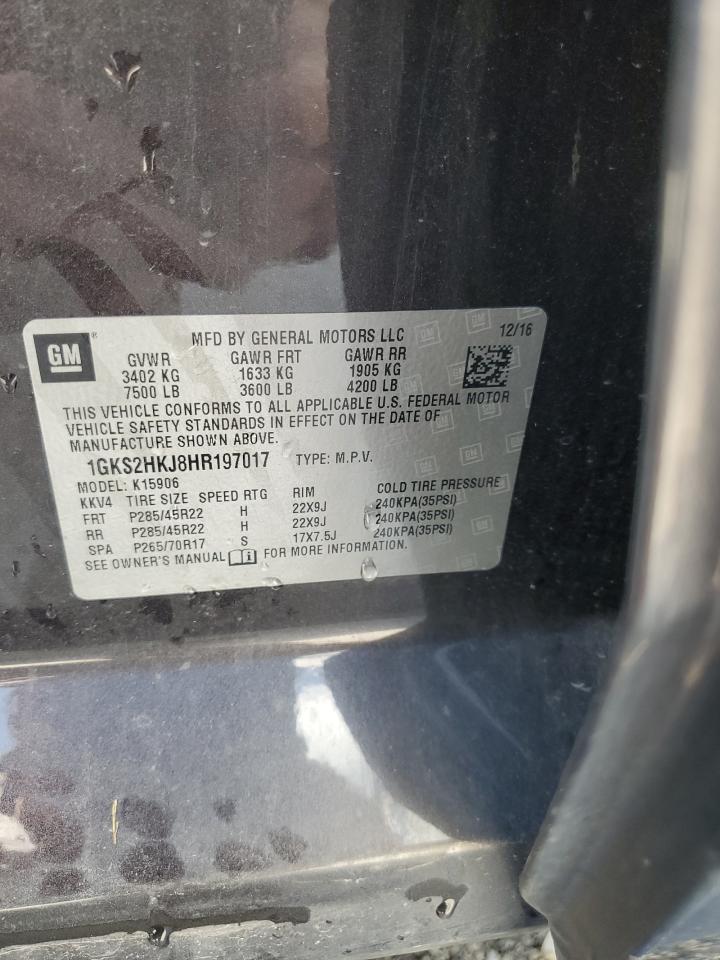 GM ®
MFD BY GENERAL MOTORS LLC 12/16
GVWR GAWR FRT GAWR RR
3402 KG 1633 KG 1905 KG
7500 LB 3600 LB 4200 LB
THIS VEHICLE CONFORMS TO ALL APPLICABLE U.S. FEDERAL MOTOR
VEHICLE SAFETY STANDARDS IN EFFECT ON THE DATE OF
MANUFACTURE SHOWN ABOVE.
1GKS2HKJ8HR197017 TYPE: M.P.V.
MODEL: K15906
KKV4 TIRE SIZE SPEED RTG RIM COLD TIRE PRESSURE
FRT P285/45R22 H 22X9J 240KPA(35PSI)
RR P285/45R22 H 22X9J 240KPA(35PSI)
SPA P265/70R17 S 17X7.5J 240KPA(35PSI)
SEE OWNER'S MANUAL FOR MORE INFORMATION.